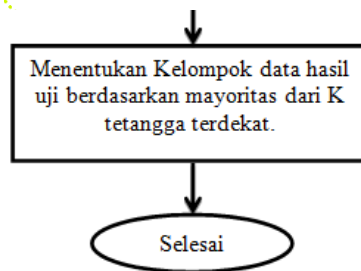 Menentukan Kelompok data hasil
uji berdasarkan mayoritas dari K
tetangga terdekat.
Selesai